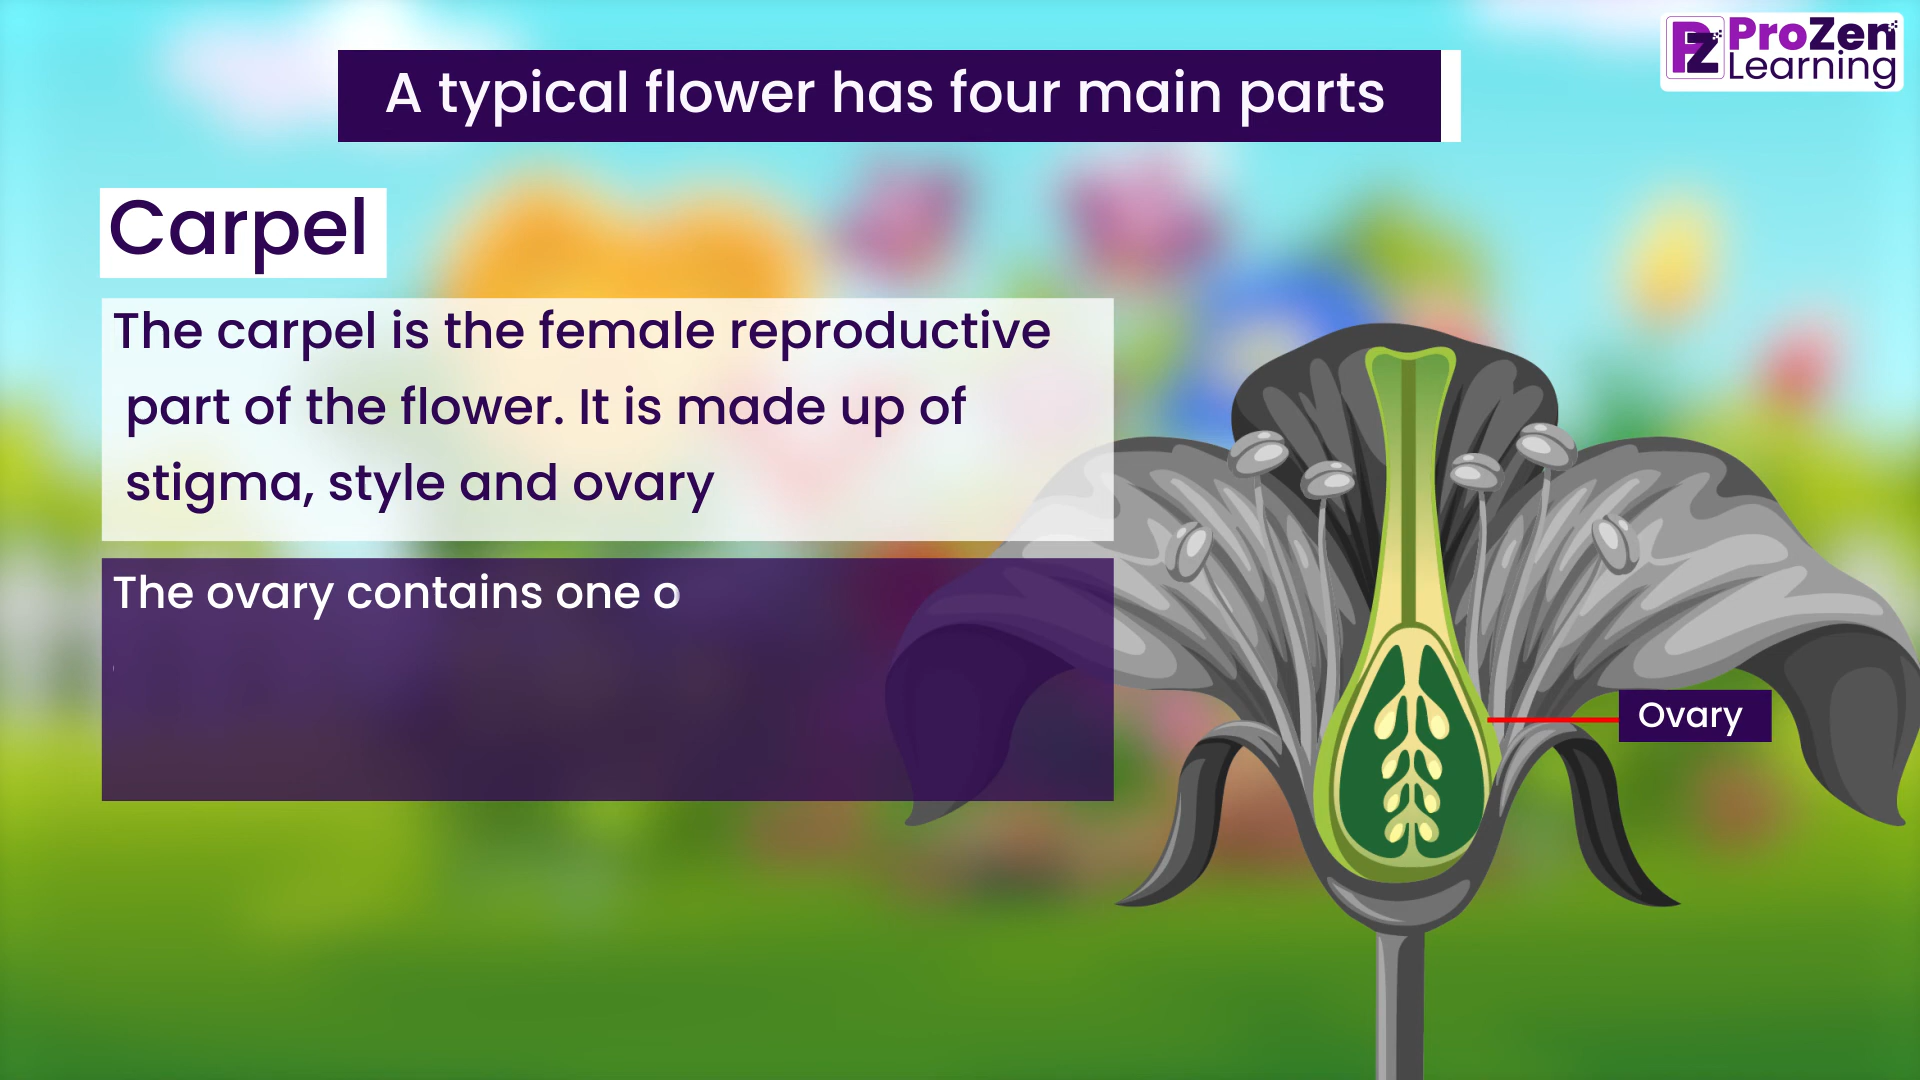 A typical flower has four main parts
ProZen
Learning
Carpel
The carpel is the female reproductive
part of the flower. It is made up of
stigma, style and ovary
The ovary contains one o
Ovary